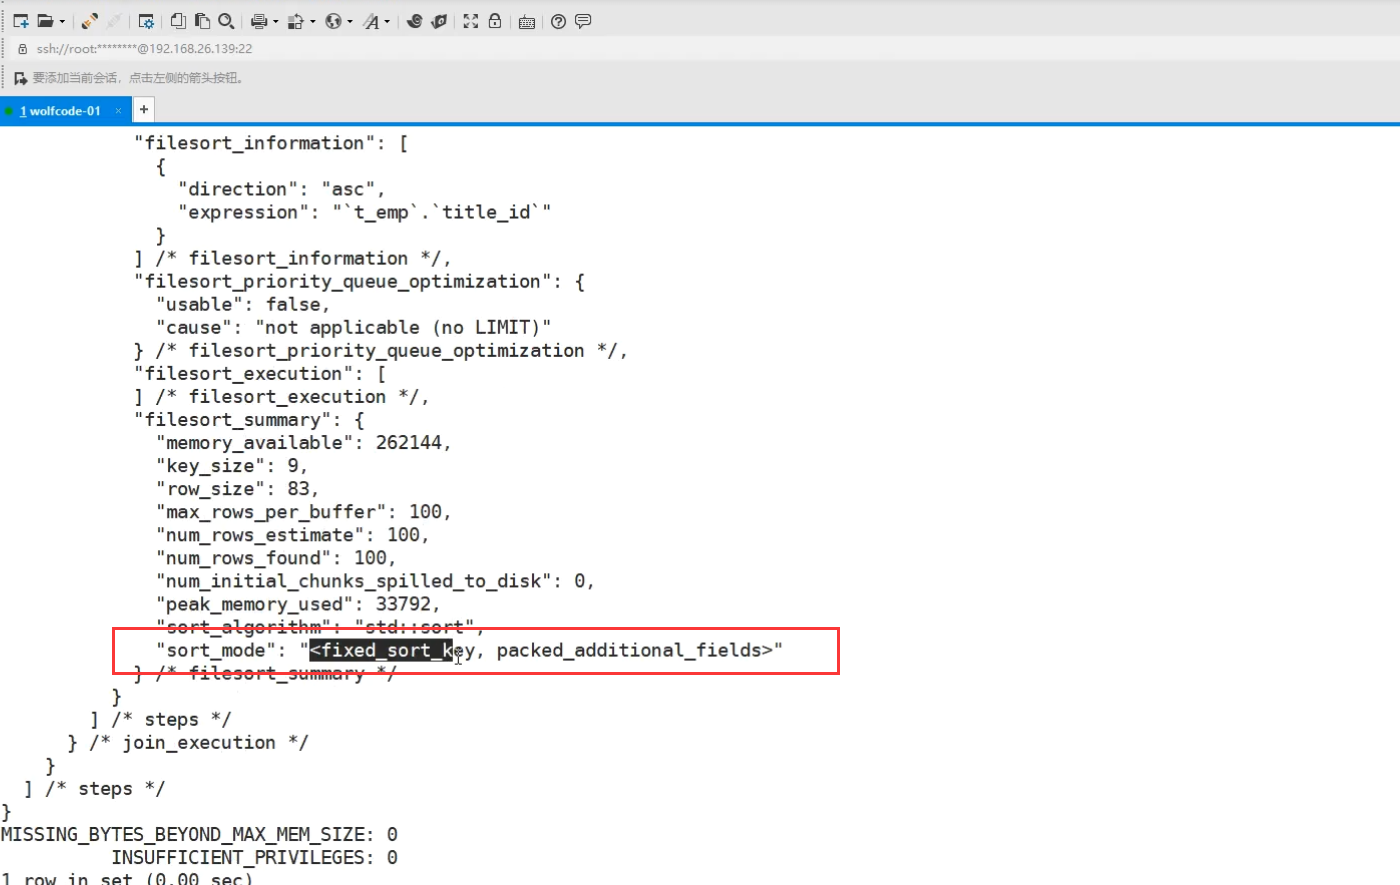 ssh://root:********@192.168.26.139:22
要添加当前会话，点击左侧的箭头按钮。
1 wolfcode-01 × +
"filesort_information": [
{
"direction": "asc",
"expression": "`t_emp`.`title_id`"
}
] /* filesort_information */,
"filesort_priority_queue_optimization": {
"usable": false,
"cause": "not applicable (no LIMIT)"
} /* filesort_priority_queue_optimization */,
"filesort_execution": [
] /* filesort_execution */,
"filesort_summary": {
"memory_available": 262144,
"key_size": 9,
"row_size": 83,
"max_rows_per_buffer": 100,
"num_rows_estimate": 100,
"num_rows_found": 100,
"num_initial_chunks_spilled_to_disk": 0,
"peak_memory_used": 33792,
"sort_algorithm": "std::sort",
"sort_mode": "<fixed_sort_key, packed_additional_fields>"
} /* filesort_summary */
}
] /* steps */
} /* join_execution */
}
] /* steps */
}
MISSING_BYTES_BEYOND_MAX_MEM_SIZE: 0
INSUFFICIENT_PRIVILEGES: 0
1 row in set (0.00 sec)